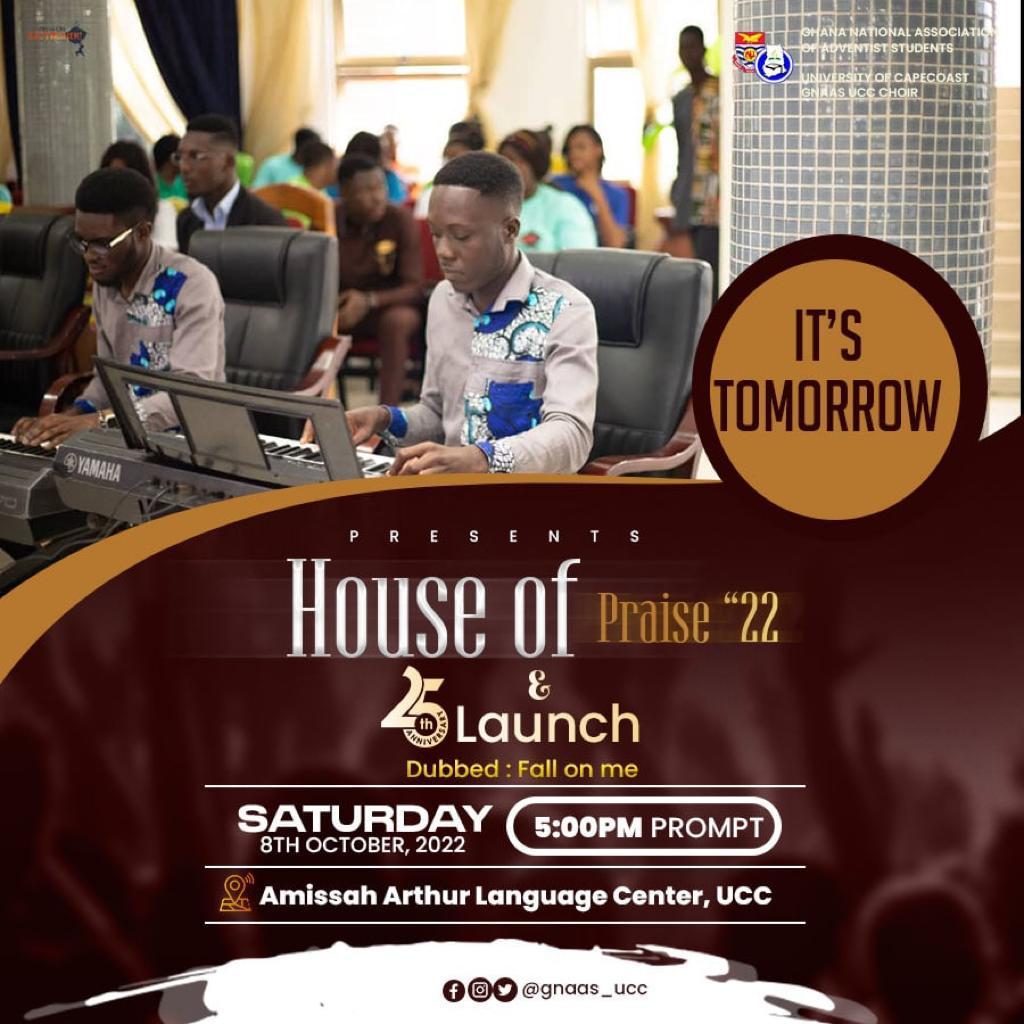 GHANA NATIONAL ASSOCIATION
OF ADVENTIST STUDENTS
UNIVERSITY OF CAPECOAST
GNAAS UCC CHOIR
IT'S
TOMORROW
YAMAHA
PRESENTS
House of Praise “22
&
25th ANNIVERSARY Launch
Dubbed : Fall on me
SATURDAY
8TH OCTOBER, 2022
5:00PM PROMPT
Amissah Arthur Language Center, UCC
@gnaas_ucc